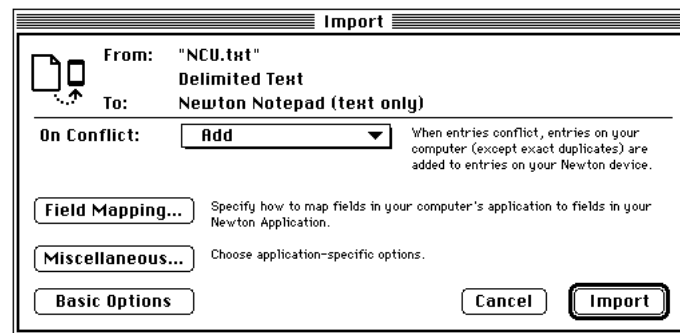 Import
From: "NCU.txt"
Delimited Text
To: Newton Notepad (text only)
On Conflict: Add
When entries conflict, entries on your
computer (except exact duplicates) are
added to entries on your Newton device.
Field Mapping...
Specify how to map fields in your computer's application to fields in your
Newton Application.
Miscellaneous...
Choose application-specific options.
Basic Options
Cancel
Import